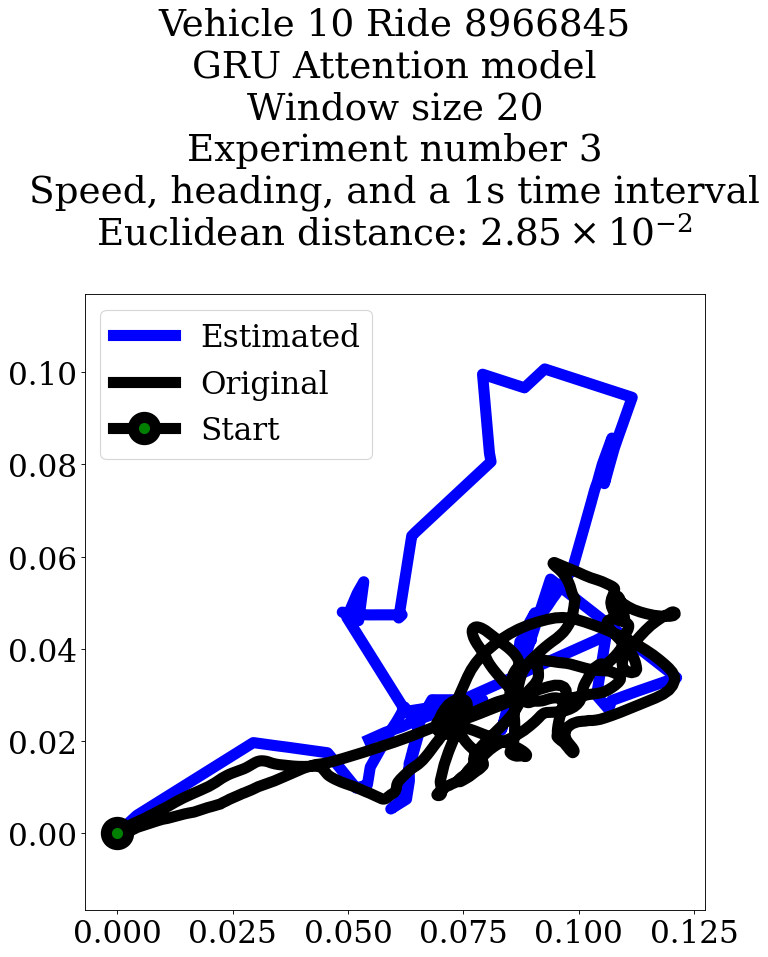 Vehicle 10 Ride 8966845
GRU Attention model
Window size 20
Experiment number 3
Speed, heading, and a 1s time interval
Euclidean distance: 2.85 × 10⁻²
Estimated
Original
Start
0.10
0.08
0.06
0.04
0.02
0.00
0.000 0.025 0.050 0.075 0.100 0.125